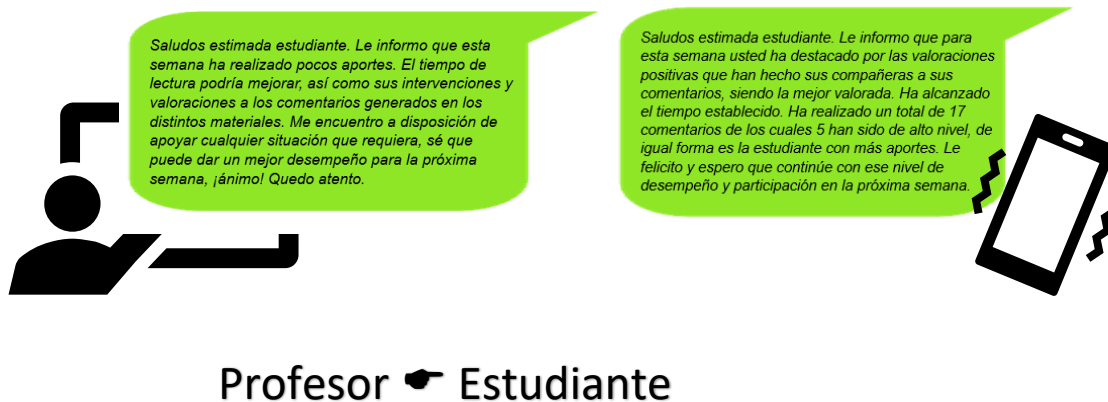 Saludos estimada estudiante. Le informo que esta
semana ha realizado pocos aportes. El tiempo de
lectura podría mejorar, así como sus intervenciones y
valoraciones a los comentarios generados en los
distintos materiales. Me encuentro a disposición de
apoyar cualquier situación que requiera, sé que
puede dar un mejor desempeño para la próxima
semana, ¡ánimo! Quedo atento.
Saludos estimada estudiante. Le informo que para
esta semana usted ha destacado por las valoraciones
positivas que han hecho sus compañeras a sus
comentarios, siendo la mejor valorada. Ha alcanzado
el tiempo establecido. Ha realizado un total de 17
comentarios de los cuales 5 han sido de alto nivel, de
igual forma es la estudiante con más aportes. Le
felicito y espero que continúe con ese nivel de
desempeño y participación en la próxima semana.
Profesor ☛ Estudiante